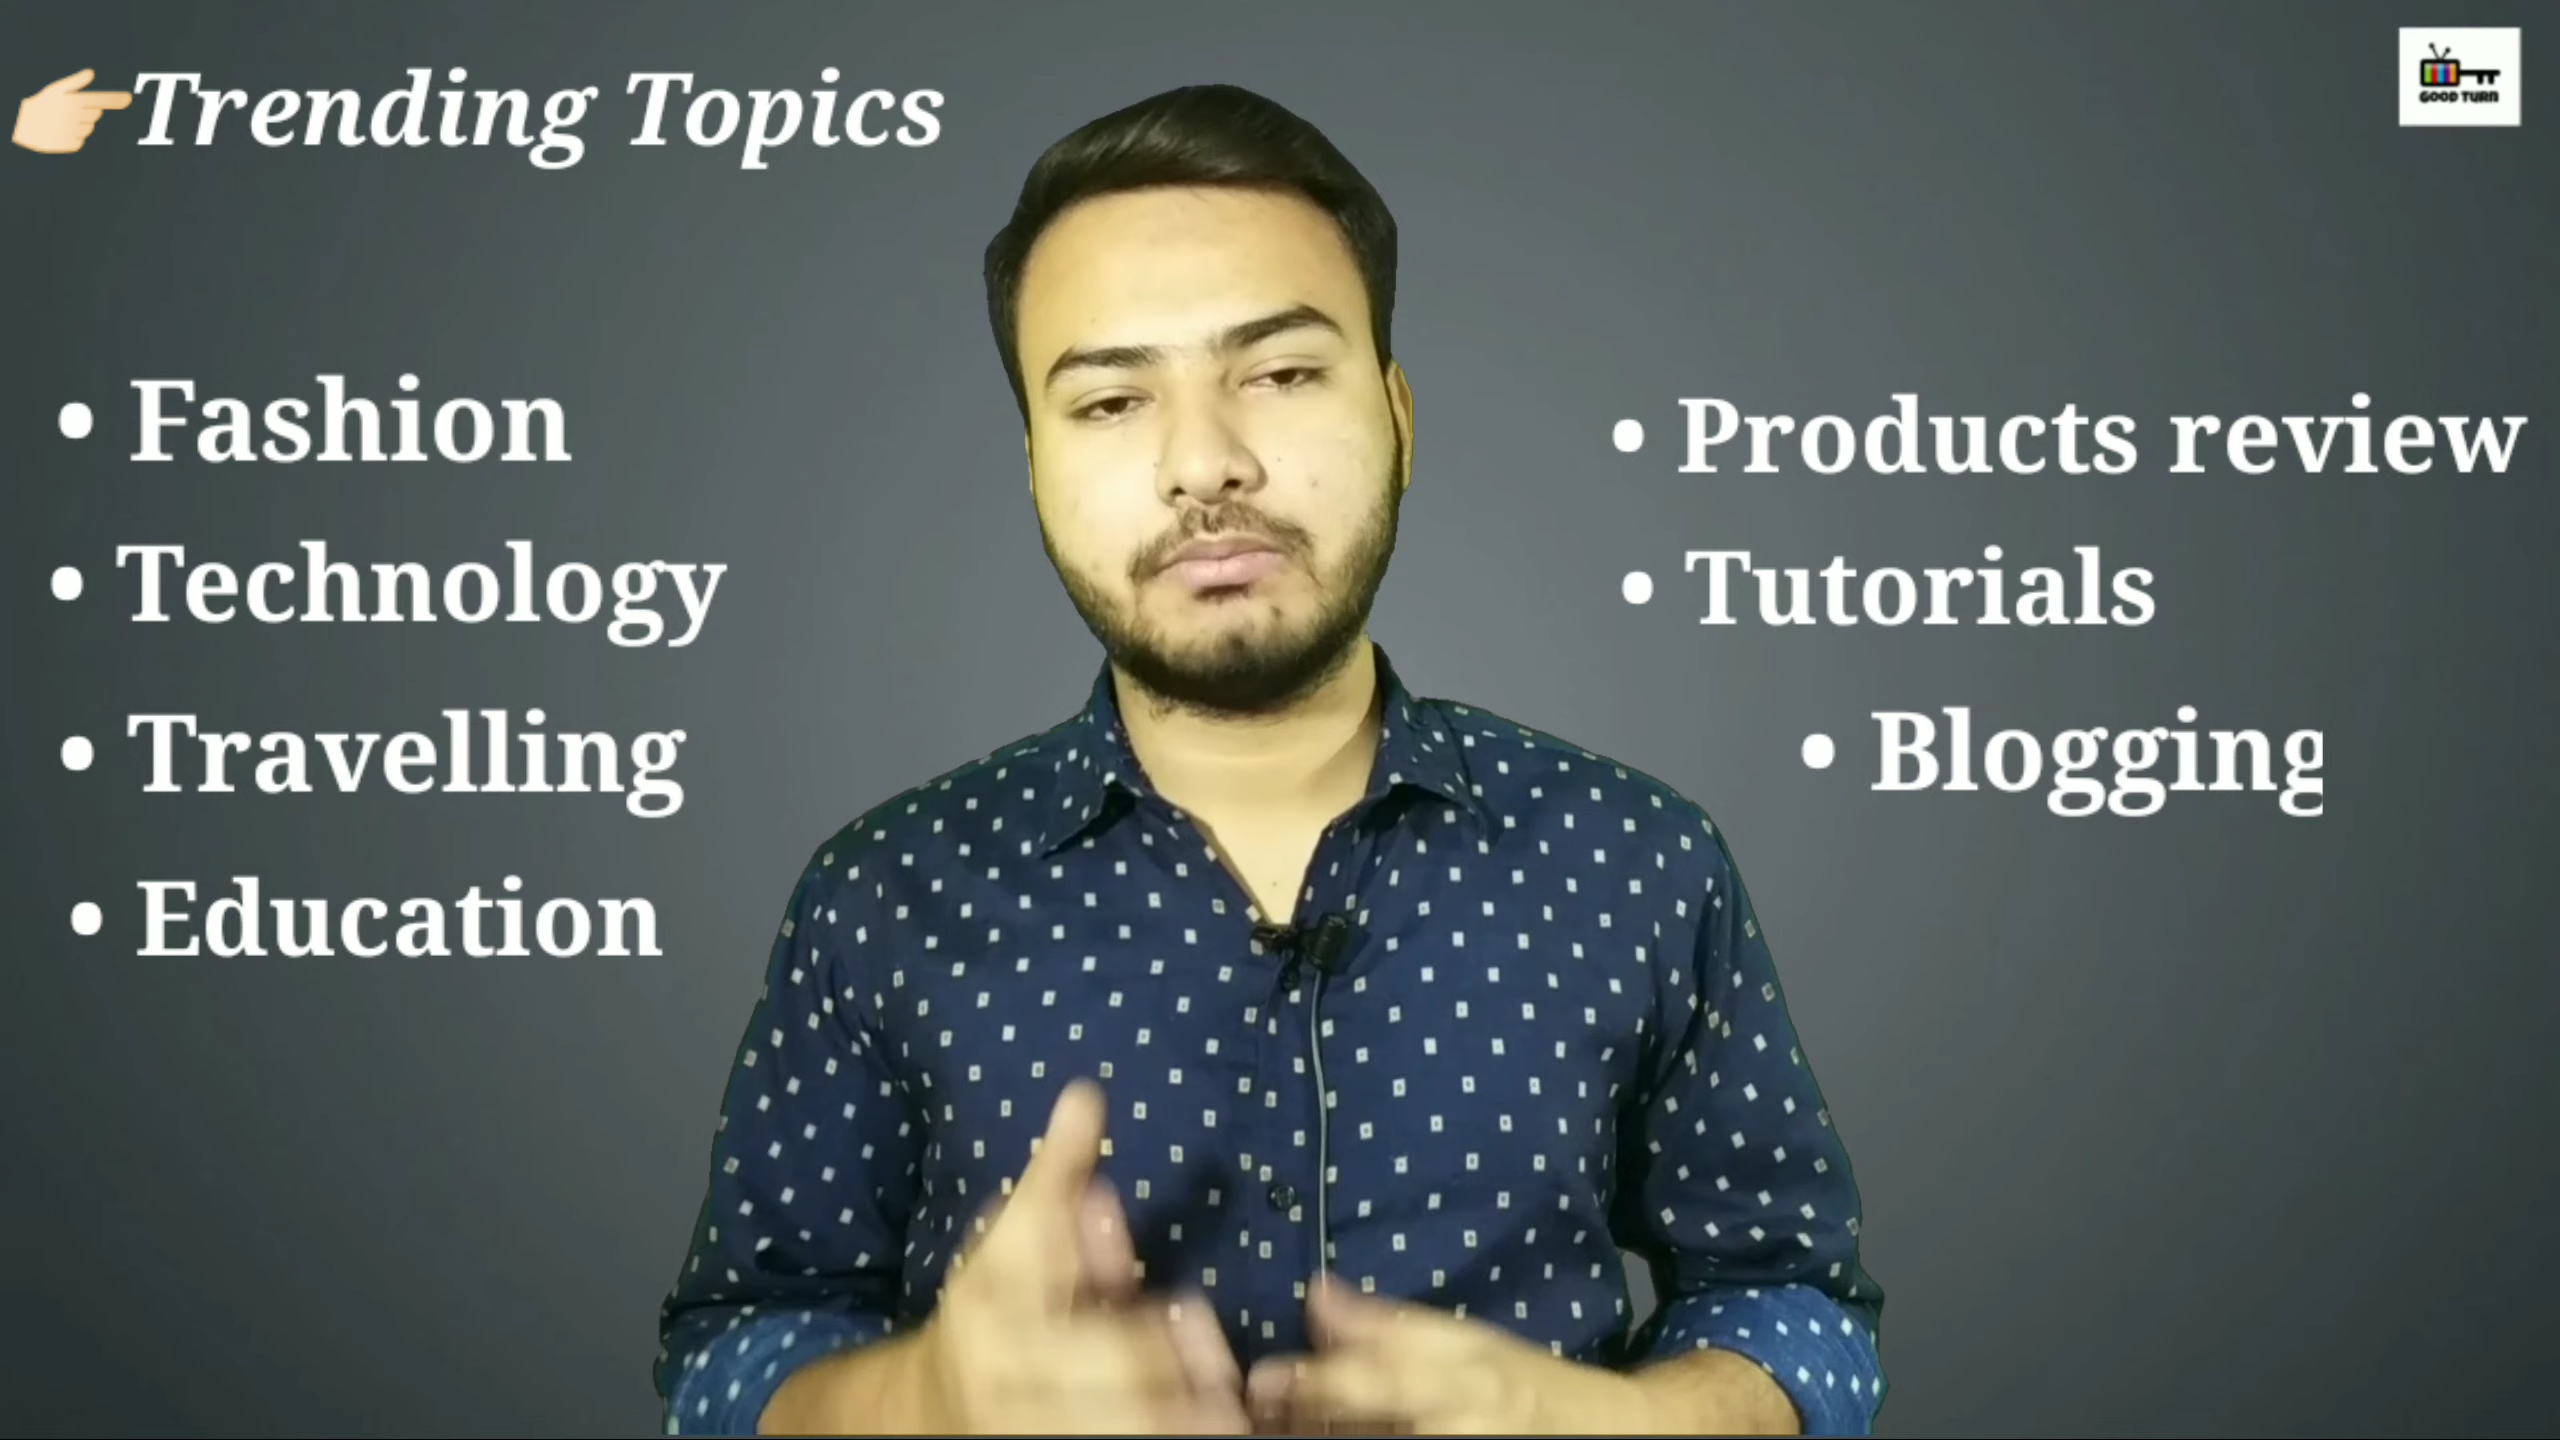 👉🏻Trending Topics
GOOD TURN
• Fashion
• Technology
• Travelling
• Education
• Products review
• Tutorials
• Blogging